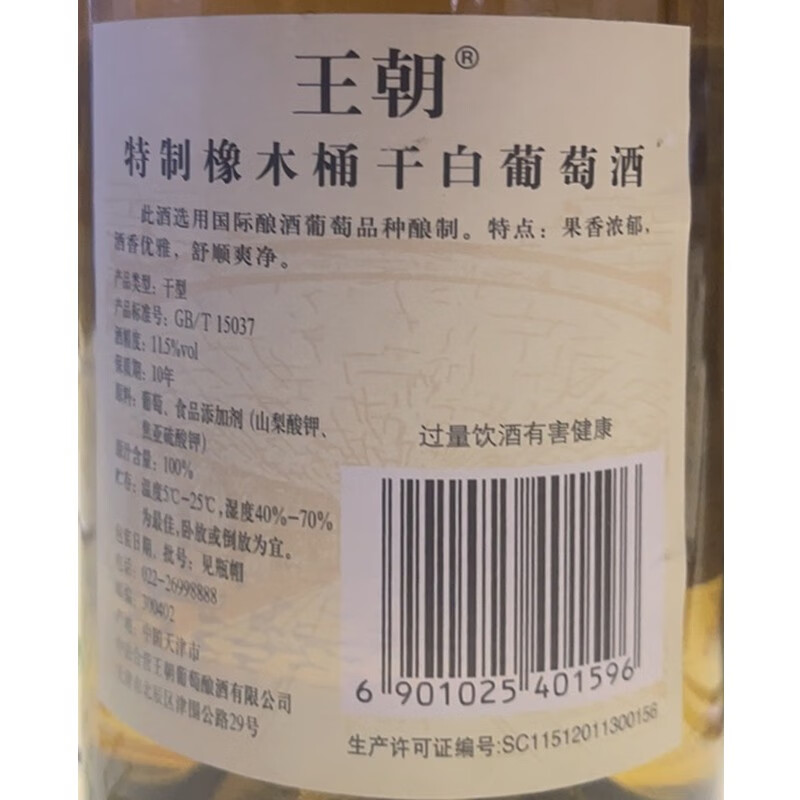 王朝®
特制橡木桶干白葡萄酒
此酒选用国际酿酒葡萄品种酿制。特点：果香浓郁，
酒香优雅，舒顺爽净。
产品类型：干型
产品标准号：GB/T 15037
酒精度：11.5%vol
保质期：10年
原料：葡萄、食品添加剂（山梨酸钾、
焦亚硫酸钾）
原汁含量：100%
贮存：温度5℃-25℃，湿度40%-70%
为最佳，卧放或倒放为宜。
包装日期、批号：见瓶帽
电话：022-26998888
邮编：300402
产地：中国天津市
中法合营王朝葡萄酿酒有限公司
天津市北辰区津围公路29号
过量饮酒有害健康
6 901025 401596
生产许可证编号：SC11512011300156